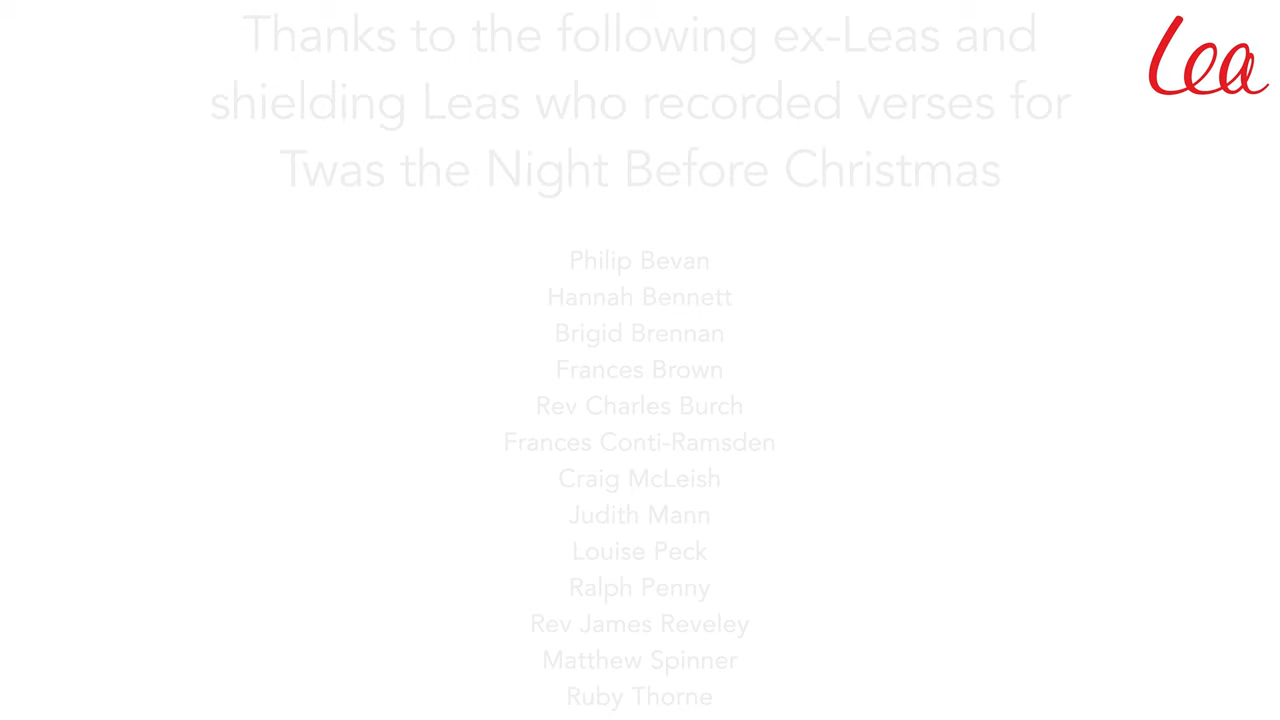 Thanks to the following ex-Leas and
shielding Leas who recorded verses for
Twas the Night Before Christmas
Lea
Philip Bevan
Hannah Bennett
Brigid Brennan
Frances Brown
Rev Charles Burch
Frances Conti-Ramsden
Craig McLeish
Judith Mann
Louise Peck
Ralph Penny
Rev James Reveley
Matthew Spinner
Ruby Thorne